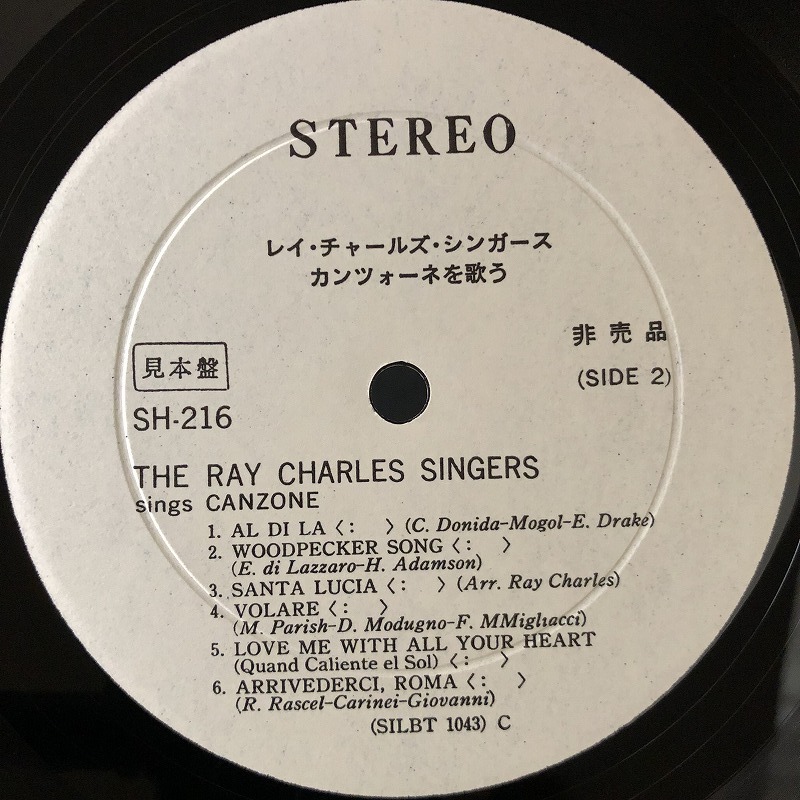 STEREO
レイ・チャールズ・シンガース
カンツォーネを歌う
非売品
見本盤
(SIDE 2)
SH-216
THE RAY CHARLES SINGERS
sings CANZONE
1. AL DI LA 〈: 〉 (C. Donida-Mogol-E. Drake)
2. WOODPECKER SONG 〈: 〉
(E. di Lazzaro-H. Adamson)
3. SANTA LUCIA 〈: 〉 (Arr. Ray Charles)
4. VOLARE 〈: 〉
(M. Parish-D. Modugno-F. MMigliacci)
5. LOVE ME WITH ALL YOUR HEART
(Quand Caliente el Sol) 〈: 〉
6. ARRIVEDERCI, ROMA 〈: 〉
(R. Rascel-Carinei-Giovanni)
(SILBT 1043) C